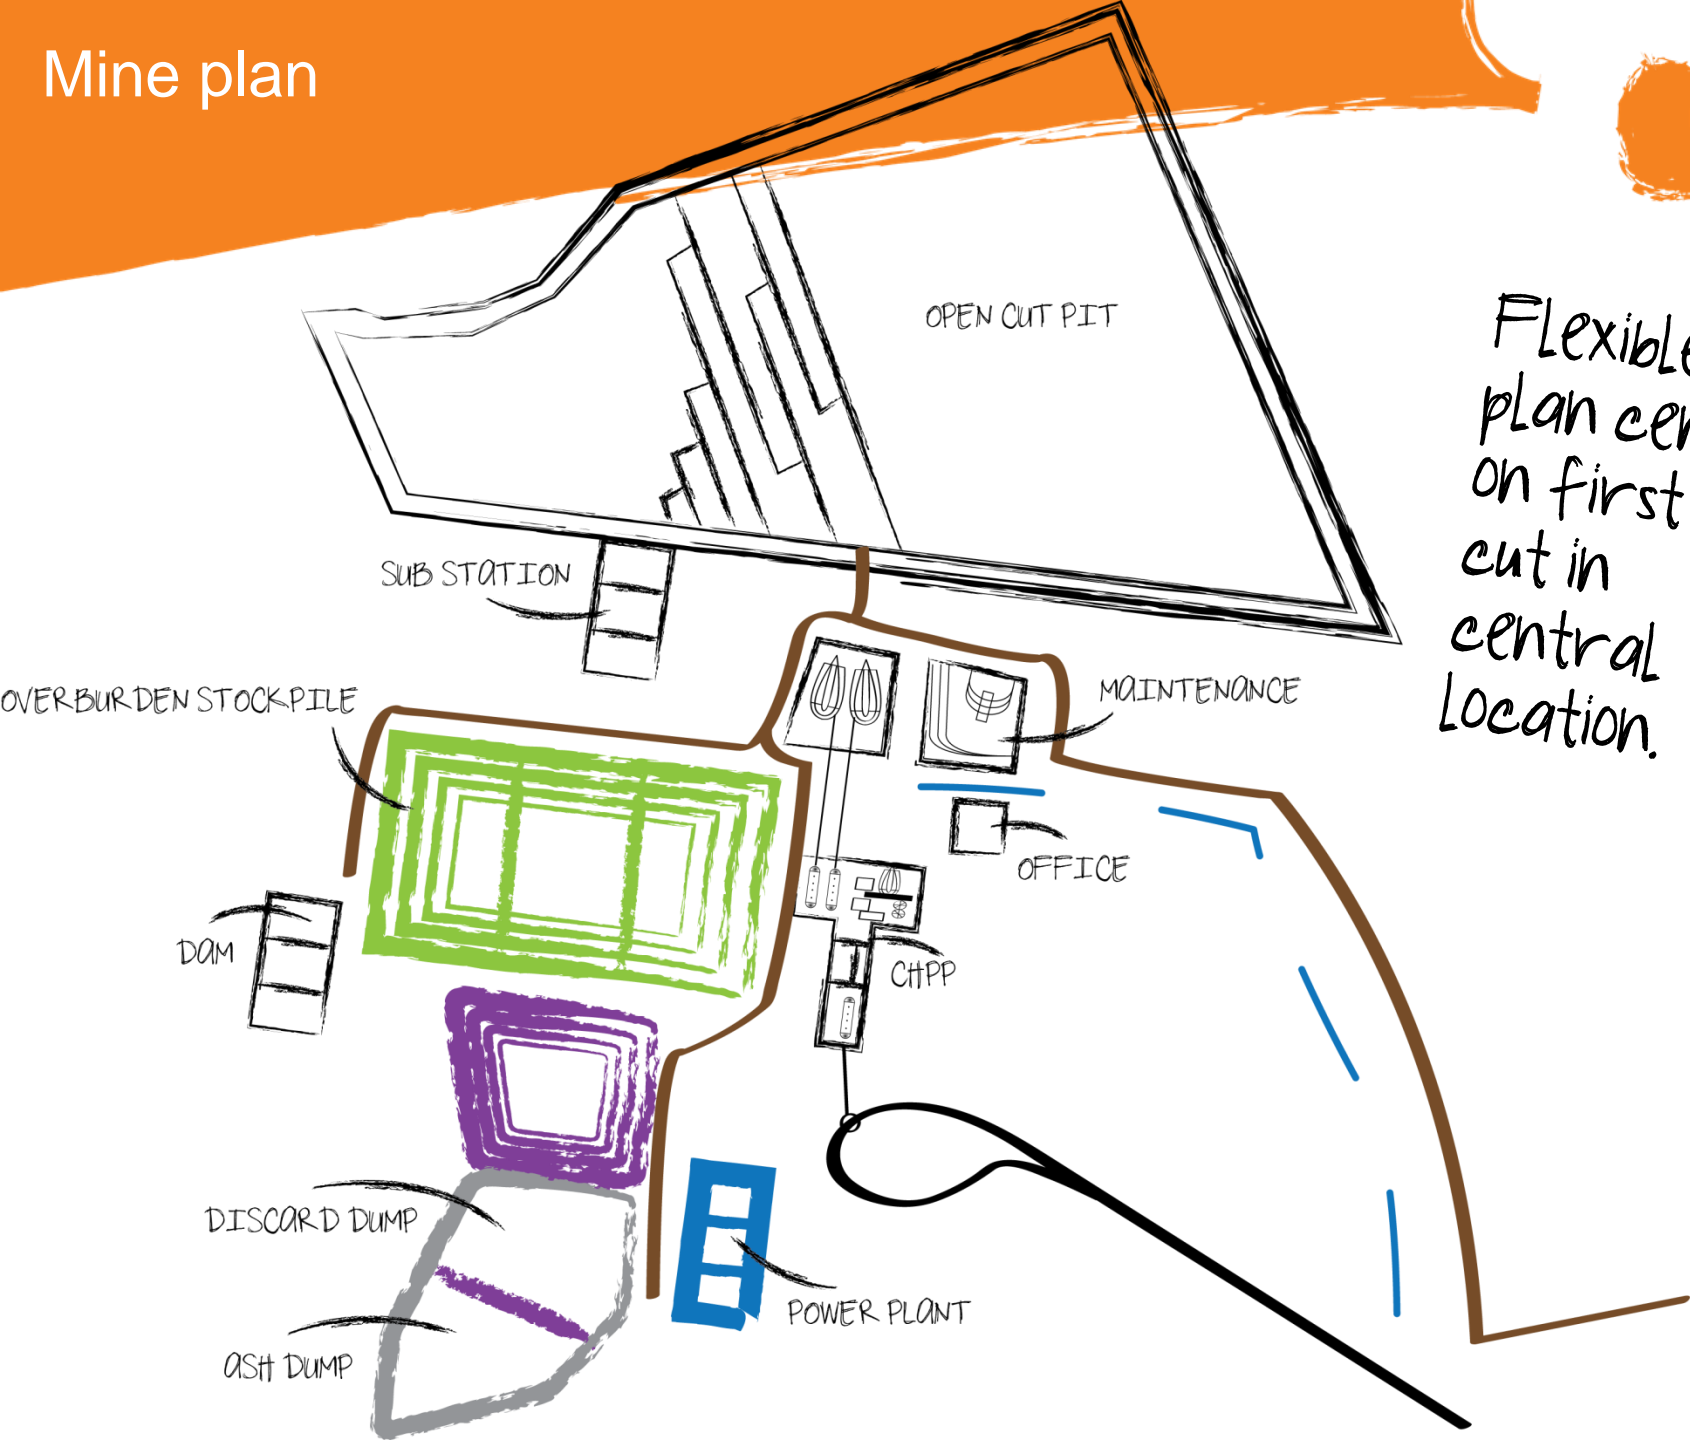 Mine plan
OPEN CUT PIT
Flexible
plan
on first
cut in
central
Location.
SUB STATION
OVERBURDEN STOCKPILE
MAINTENANCE
OFFICE
DAM
CHPP
DISCARD DUMP
POWER PLANT
ASH DUMP